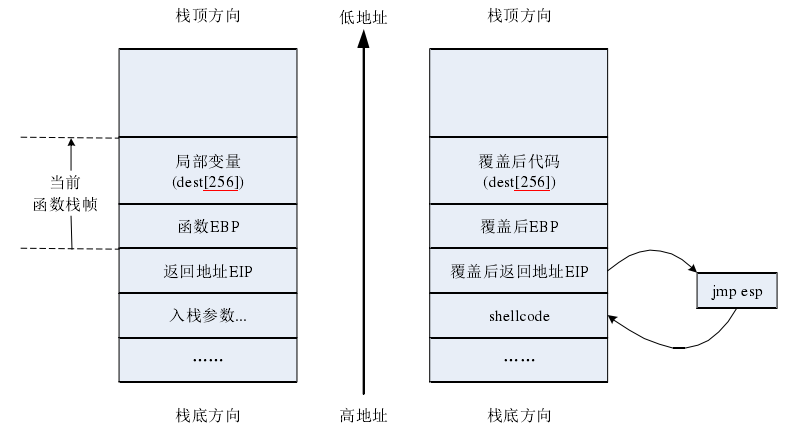 栈顶方向
低地址
栈顶方向
局部变量
(dest[256])
当前
函数栈帧
函数EBP
返回地址EIP
入栈参数...
......
栈底方向
高地址
覆盖后代码
(dest[256])
覆盖后EBP
覆盖后返回地址EIP
jmp esp
shellcode
......
栈底方向